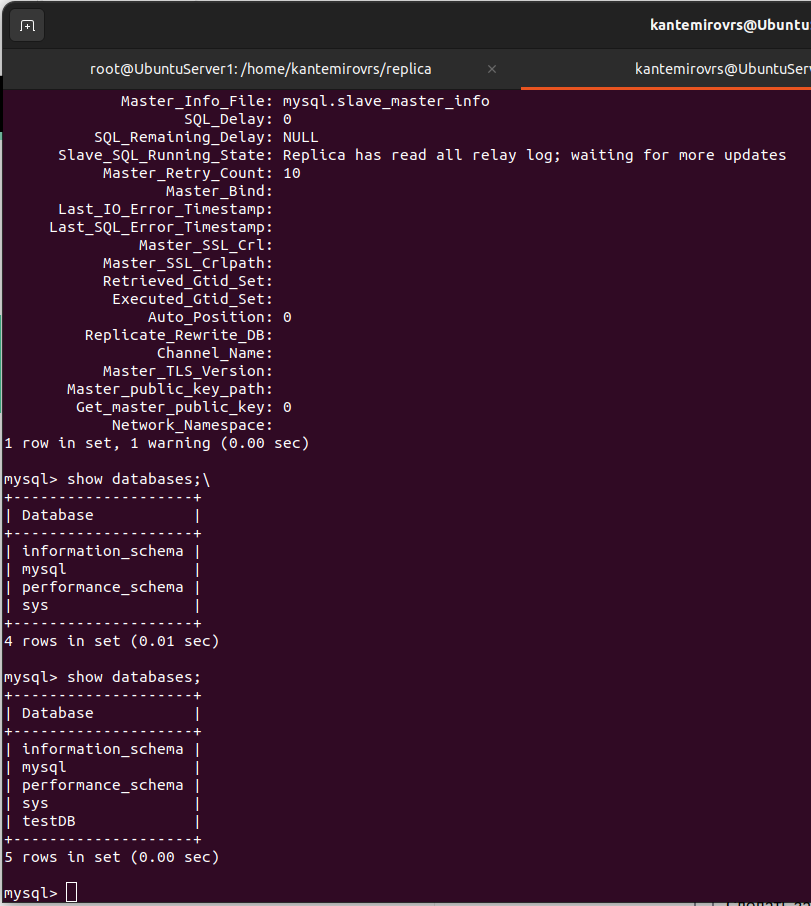 kantemirovrs@Ubuntu
root@UbuntuServer1: /home/kantemirovrs/replica ×
kantemirovrs@UbuntuSer
Master_Info_File: mysql.slave_master_info
SQL_Delay: 0
SQL_Remaining_Delay: NULL
Slave_SQL_Running_State: Replica has read all relay log; waiting for more updates
Master_Retry_Count: 10
Master_Bind:
Last_IO_Error_Timestamp:
Last_SQL_Error_Timestamp:
Master_SSL_Crl:
Master_SSL_Crlpath:
Retrieved_Gtid_Set:
Executed_Gtid_Set:
Auto_Position: 0
Replicate_Rewrite_DB:
Channel_Name:
Master_TLS_Version:
Master_public_key_path:
Get_master_public_key: 0
Network_Namespace:
1 row in set, 1 warning (0.00 sec)
mysql> show databases;\
+--------------------+
| Database           |
+--------------------+
| information_schema |
| mysql              |
| performance_schema |
| sys                |
+--------------------+
4 rows in set (0.01 sec)
mysql> show databases;
+--------------------+
| Database           |
+--------------------+
| information_schema |
| mysql              |
| performance_schema |
| sys                |
| testDB             |
+--------------------+
5 rows in set (0.00 sec)
mysql>